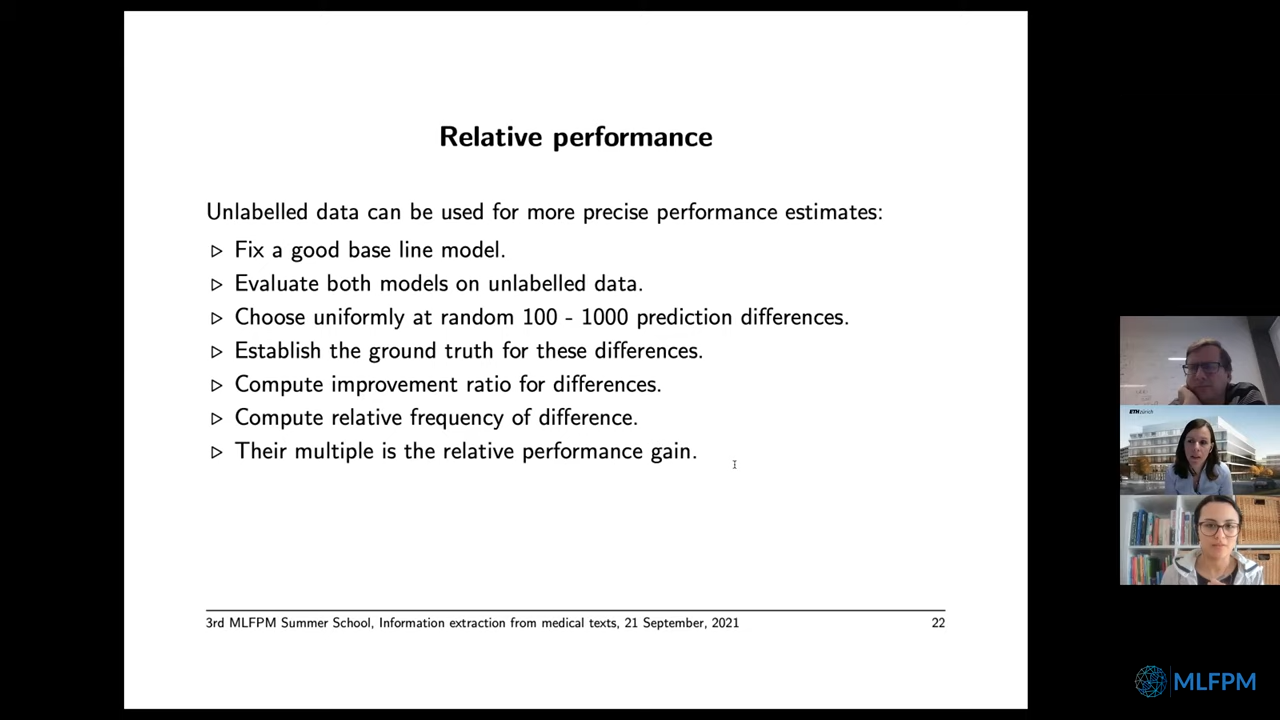 Relative performance
Unlabelled data can be used for more precise performance estimates:
▷ Fix a good base line model.
▷ Evaluate both models on unlabelled data.
▷ Choose uniformly at random 100 - 1000 prediction differences.
▷ Establish the ground truth for these differences.
▷ Compute improvement ratio for differences.
▷ Compute relative frequency of difference.
▷ Their multiple is the relative performance gain.
3rd MLFPM Summer School, Information extraction from medical texts, 21 September, 2021 22
ETH zürich
MLFPM